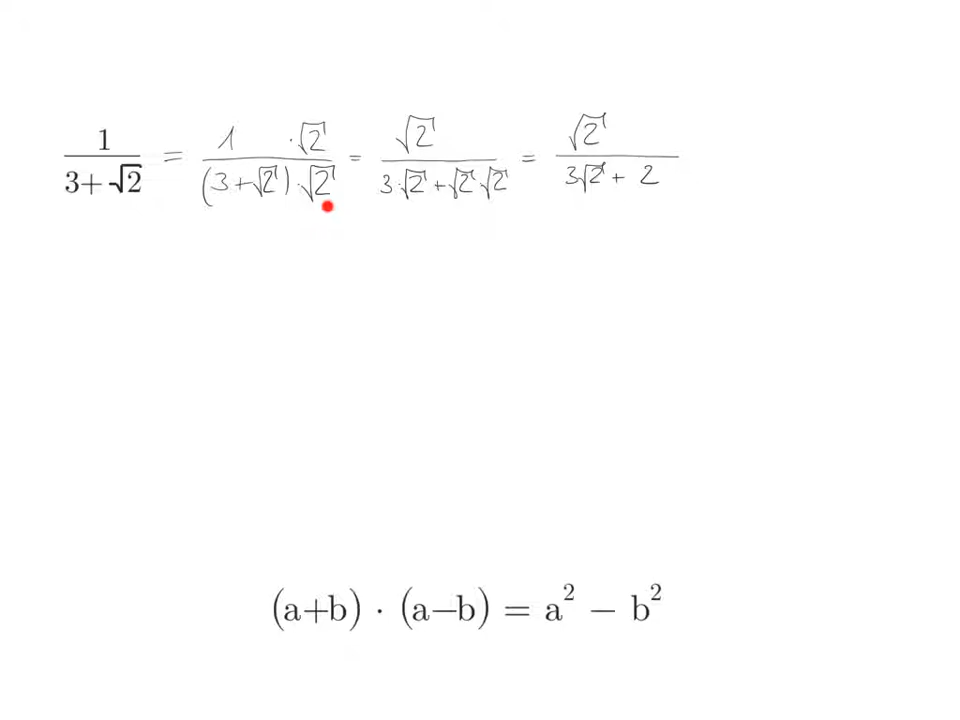 1/(3+√2) = (1 · √2)/((3+√2) · √2) = √2/(3·√2+√2·√2) = √2/(3√2+ 2)
(a+b) · (a−b) = a² − b²